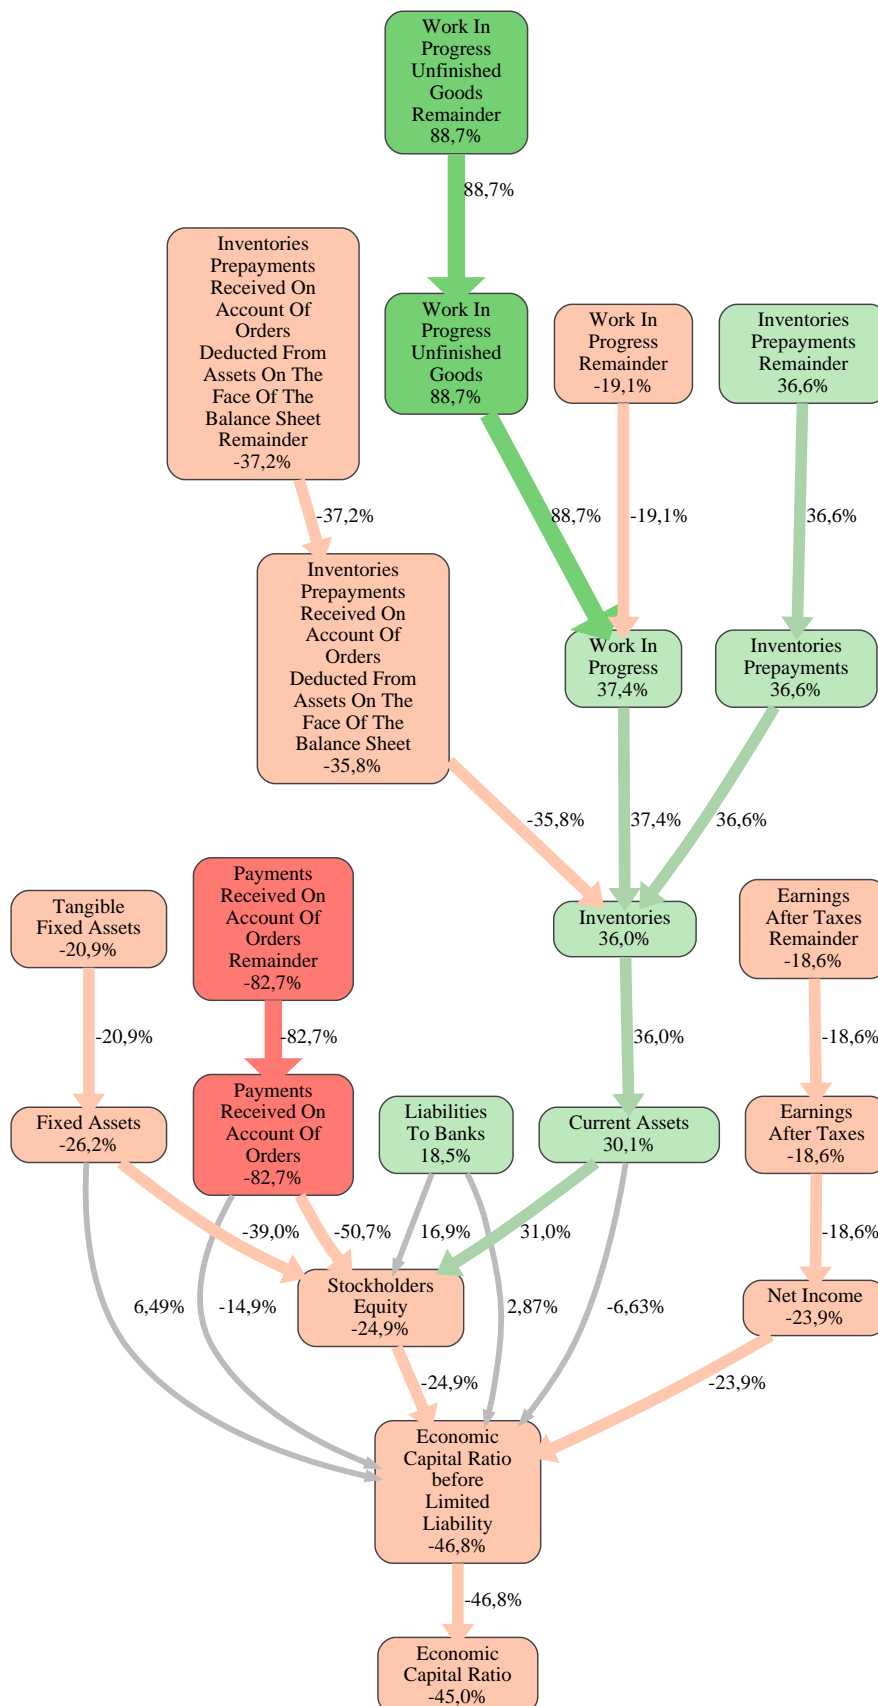 Work In
Progress
Unfinished
Goods
Remainder
88,7%
88,7%
Inventories
Prepayments
Received On
Account Of
Orders
Deducted From
Assets On The
Face Of The
Balance Sheet
Remainder
-37,2%
Work In
Progress
Unfinished
Goods
88,7%
Work In
Progress
Remainder
-19,1%
Inventories
Prepayments
Remainder
36,6%
-37,2%
88,7%
-19,1%
36,6%
Inventories
Prepayments
Received On
Account Of
Orders
Deducted From
Assets On The
Face Of The
Balance Sheet
-35,8%
Work In
Progress
37,4%
Inventories
Prepayments
36,6%
-35,8%
37,4%
36,6%
Tangible
Fixed Assets
-20,9%
Payments
Received On
Account Of
Orders
Remainder
-82,7%
Inventories
36,0%
Earnings
After Taxes
Remainder
-18,6%
-20,9%
-82,7%
36,0%
-18,6%
Fixed Assets
-26,2%
Payments
Received On
Account Of
Orders
-82,7%
Liabilities
To Banks
18,5%
Current Assets
30,1%
Earnings
After Taxes
-18,6%
-39,0%
-50,7%
16,9%
31,0%
-18,6%
6,49%
-14,9%
Stockholders
Equity
-24,9%
2,87%
-6,63%
Net Income
-23,9%
-24,9%
-23,9%
Economic
Capital Ratio
before
Limited
Liability
-46,8%
-46,8%
Economic
Capital Ratio
-45,0%